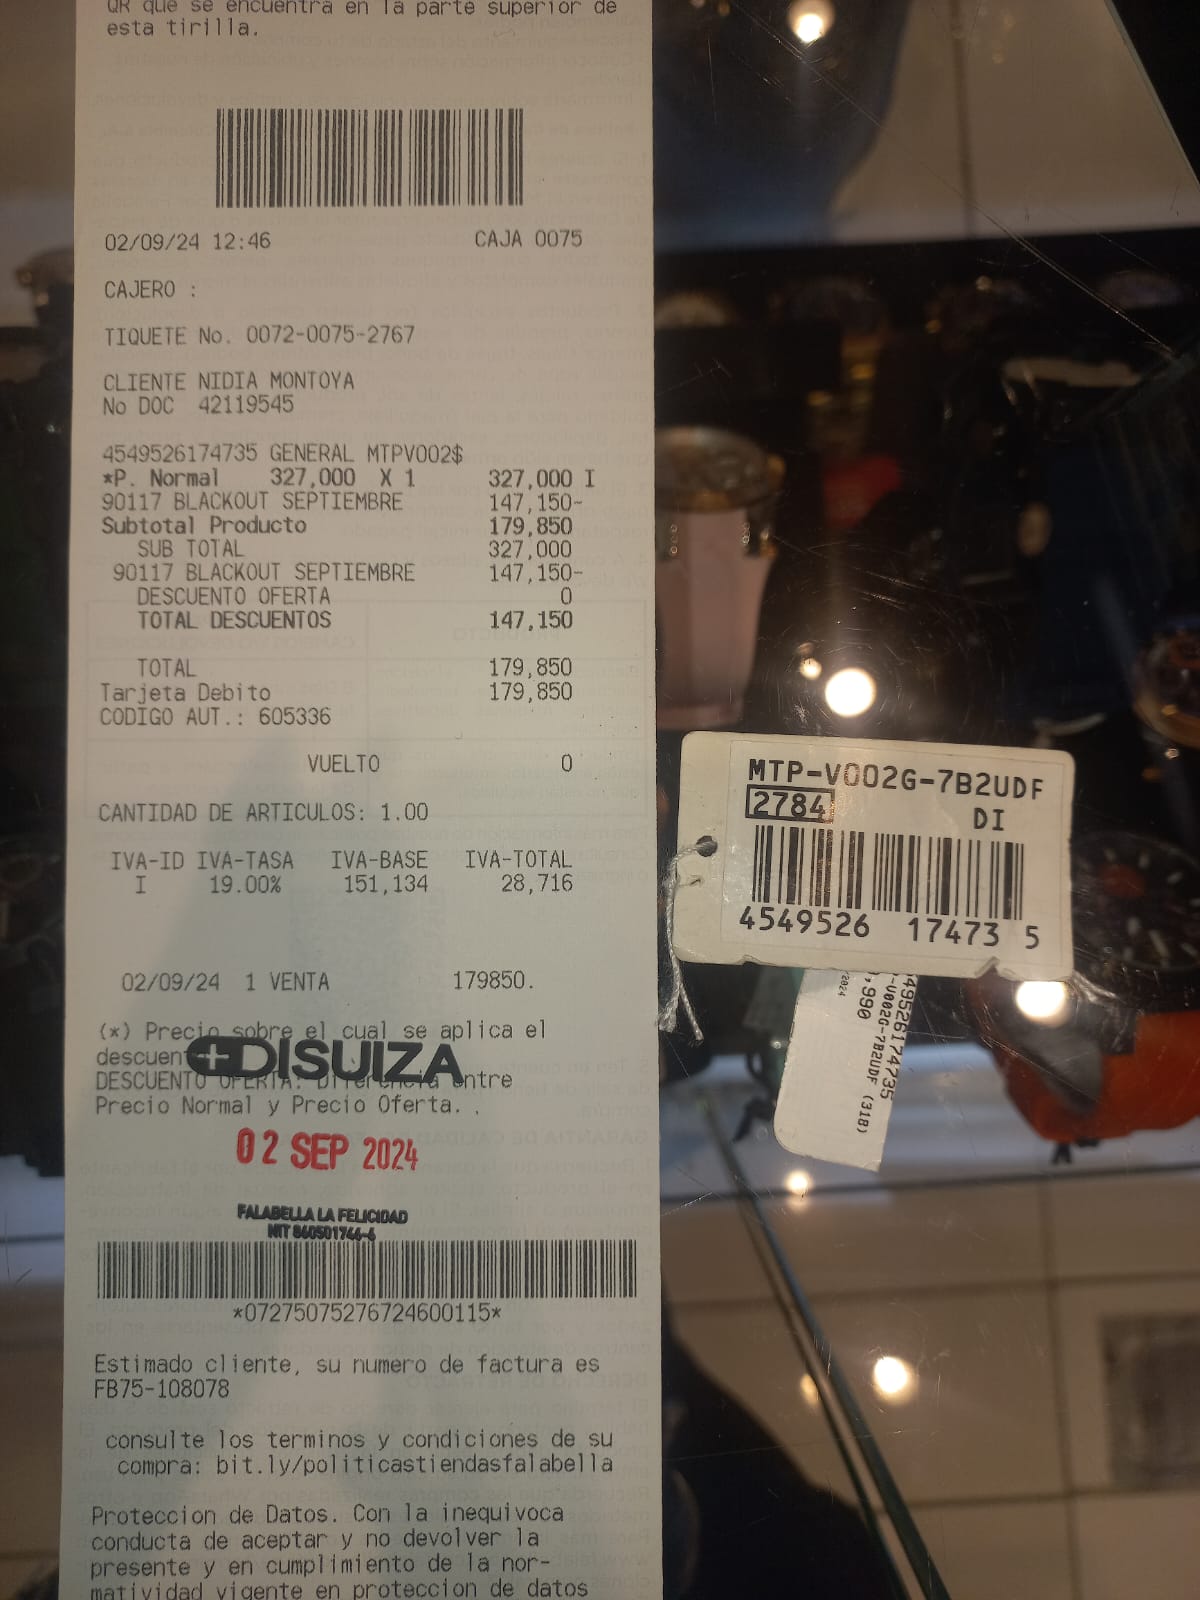 QR que se encuentra en la parte superior de
esta tirilla.
02/09/24 12:46 CAJA 0075
CAJERO :
TIQUETE No. 0072-0075-2767
CLIENTE NIDIA MONTOYA
No DOC 42119545
4549526174735 GENERAL MTPV002$
*P. Normal 327,000 X 1 327,000 I
90117 BLACKOUT SEPTIEMBRE 147,150-
Subtotal Producto 179,850
SUB TOTAL 327,000
90117 BLACKOUT SEPTIEMBRE 147,150-
DESCUENTO OFERTA 0
TOTAL DESCUENTOS 147,150
TOTAL 179,850
Tarjeta Debito 179,850
CODIGO AUT.: 605336
VUELTO 0
CANTIDAD DE ARTICULOS: 1.00
IVA-ID IVA-TASA IVA-BASE IVA-TOTAL
I 19.00% 151,134 28,716
02/09/24 1 VENTA 179850.
(*) Precio sobre el cual se aplica el
descuent
DISUIZA
DESCUENTO OFERTA: Diferencia entre
Precio Normal y Precio Oferta.
02 SEP 2024
FALABELLA LA FELICIDAD
NIT 860501744-6
*07275075276724600115*
Estimado cliente, su numero de factura es
FB75-108078
consulte los terminos y condiciones de su
compra: bit.ly/politicastiendasfalabella
Proteccion de Datos. Con la inequivoca
conducta de aceptar y no devolver la
presente y en cumplimiento de la nor-
matividad vigente en proteccion de datos
MTP-V002G-7B2UDF
2784 DI
4549526 17473 5
549526174735
-V002G-7B2UDF (318)
,990
/2024